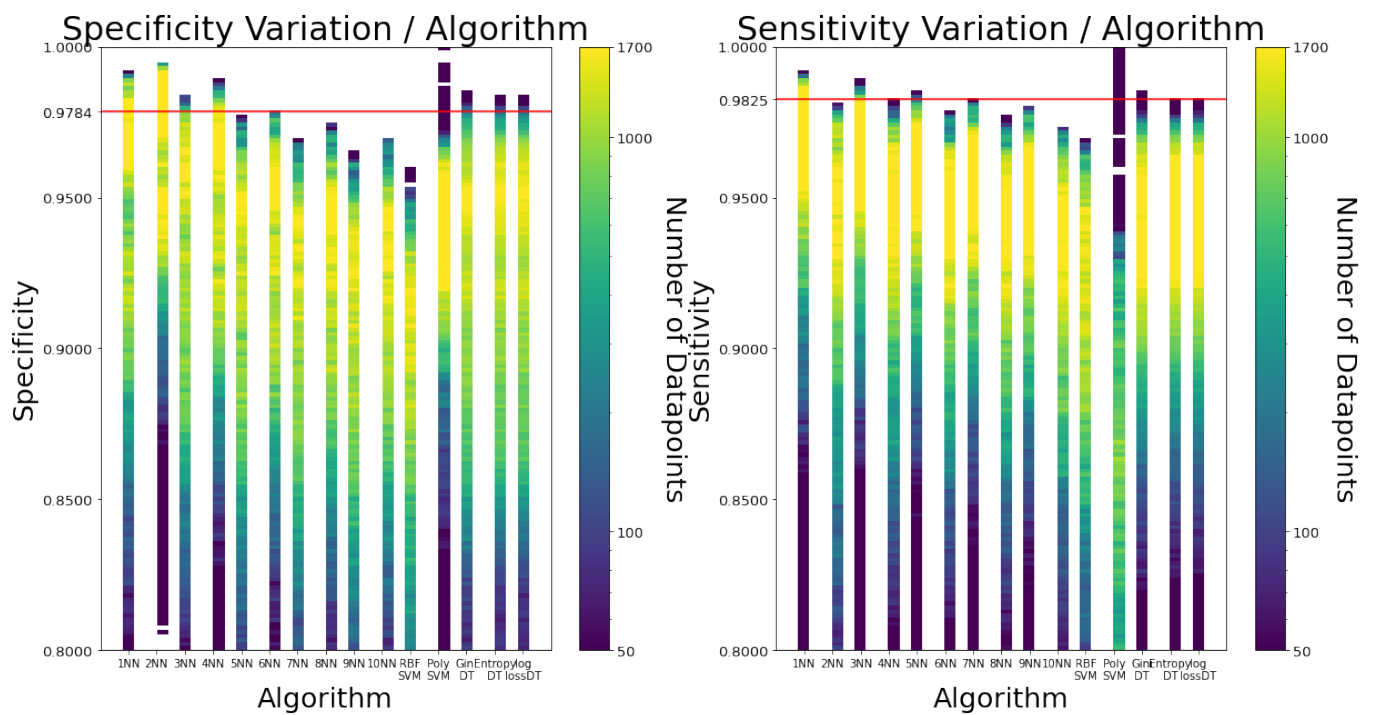 Specificity Variation / Algorithm
1.0000
0.9784
0.9500
0.9000
0.8500
0.8000
Specificity
1NN 2NN 3NN 4NN 5NN 6NN 7NN 8NN 9NN 10NN RBF Poly Gini Entropy log
SVM SVM DT DT lossDT
Algorithm
1700
1000
100
50
Number of Datapoints
Sensitivity Variation / Algorithm
1.0000
0.9825
0.9500
0.9000
0.8500
0.8000
Sensitivity
1NN 2NN 3NN 4NN 5NN 6NN 7NN 8NN 9NN 10NN RBF Poly Gini Entropy log
SVM SVM DT DT lossDT
Algorithm
1700
1000
100
50
Number of Datapoints